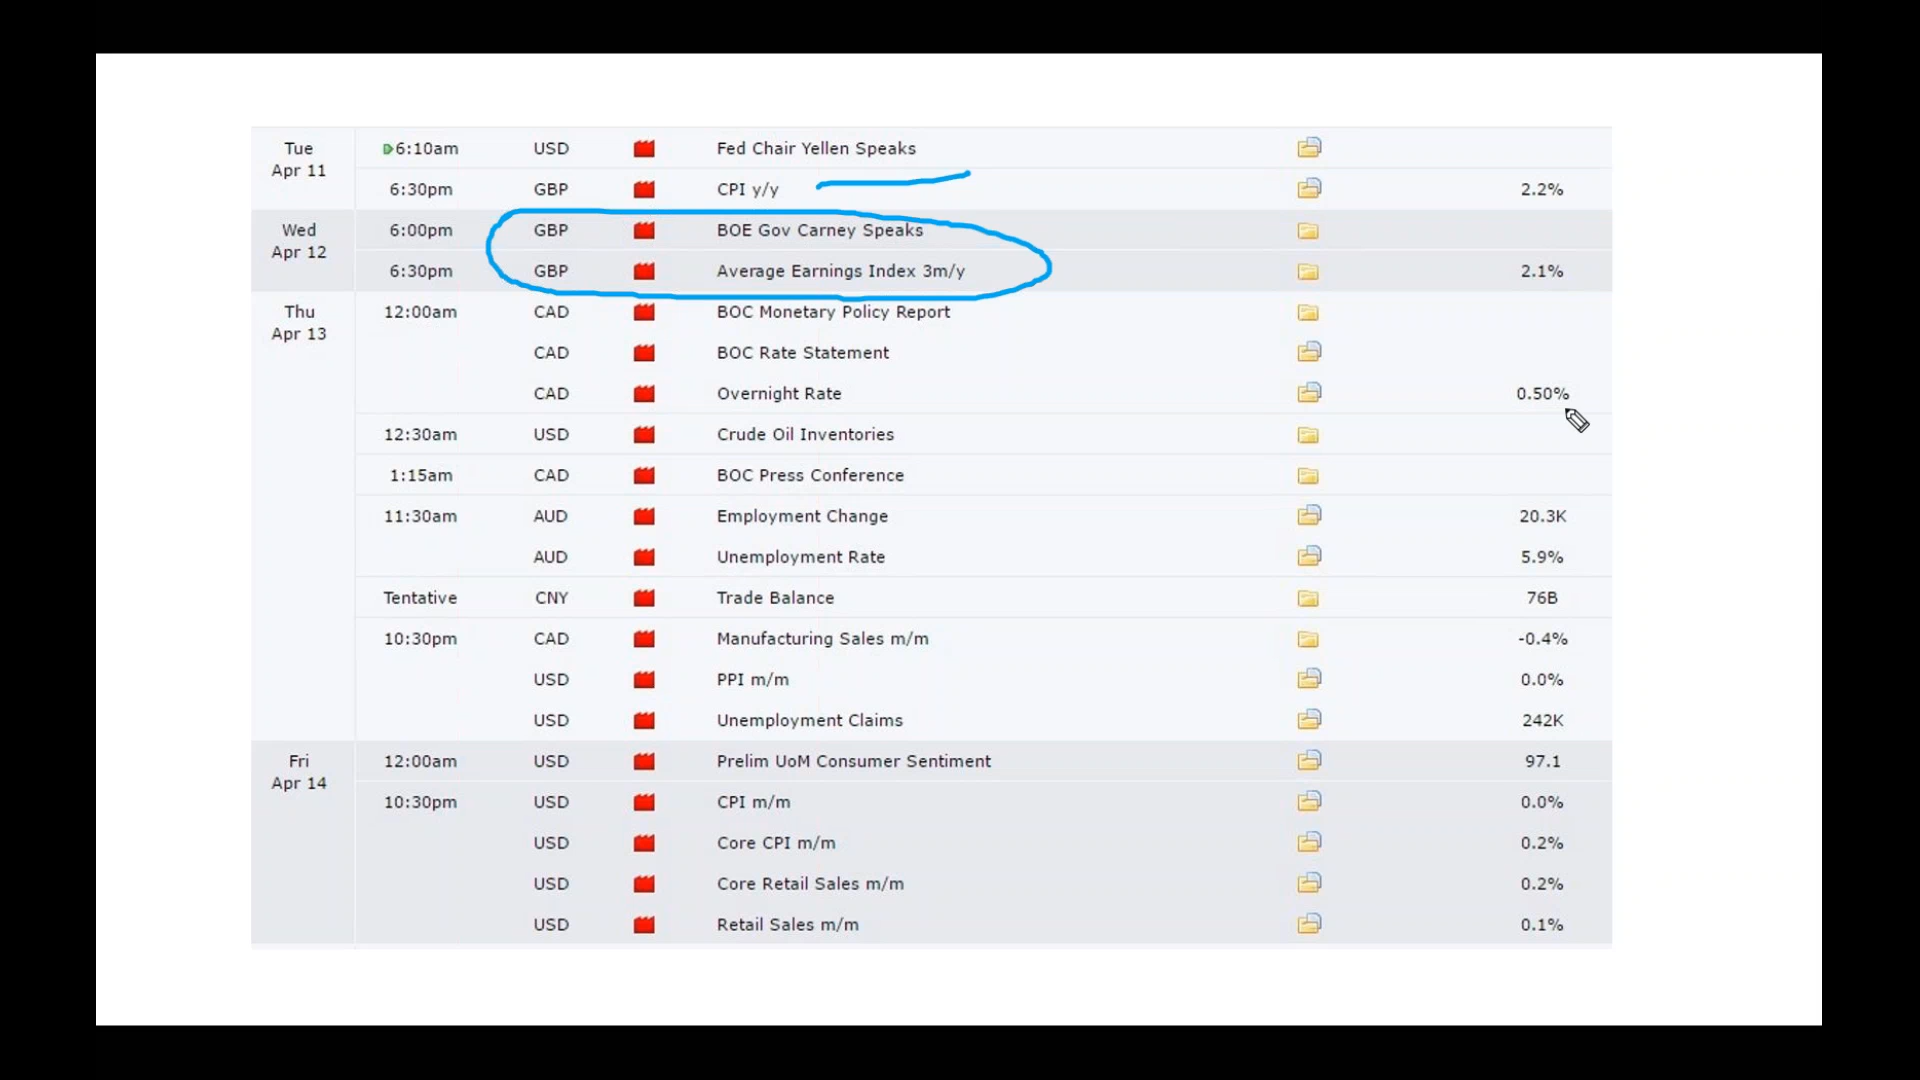 Tue
Apr 11
6:10am USD Fed Chair Yellen Speaks
6:30pm GBP CPI y/y 2.2%
Wed
Apr 12
6:00pm GBP BOE Gov Carney Speaks
6:30pm GBP Average Earnings Index 3m/y 2.1%
Thu
Apr 13
12:00am CAD BOC Monetary Policy Report
CAD BOC Rate Statement
CAD Overnight Rate 0.50%
12:30am USD Crude Oil Inventories
1:15am CAD BOC Press Conference
11:30am AUD Employment Change 20.3K
AUD Unemployment Rate 5.9%
Tentative CNY Trade Balance 76B
10:30pm CAD Manufacturing Sales m/m -0.4%
USD PPI m/m 0.0%
USD Unemployment Claims 242K
Fri
Apr 14
12:00am USD Prelim UoM Consumer Sentiment 97.1
10:30pm USD CPI m/m 0.0%
USD Core CPI m/m 0.2%
USD Core Retail Sales m/m 0.2%
USD Retail Sales m/m 0.1%